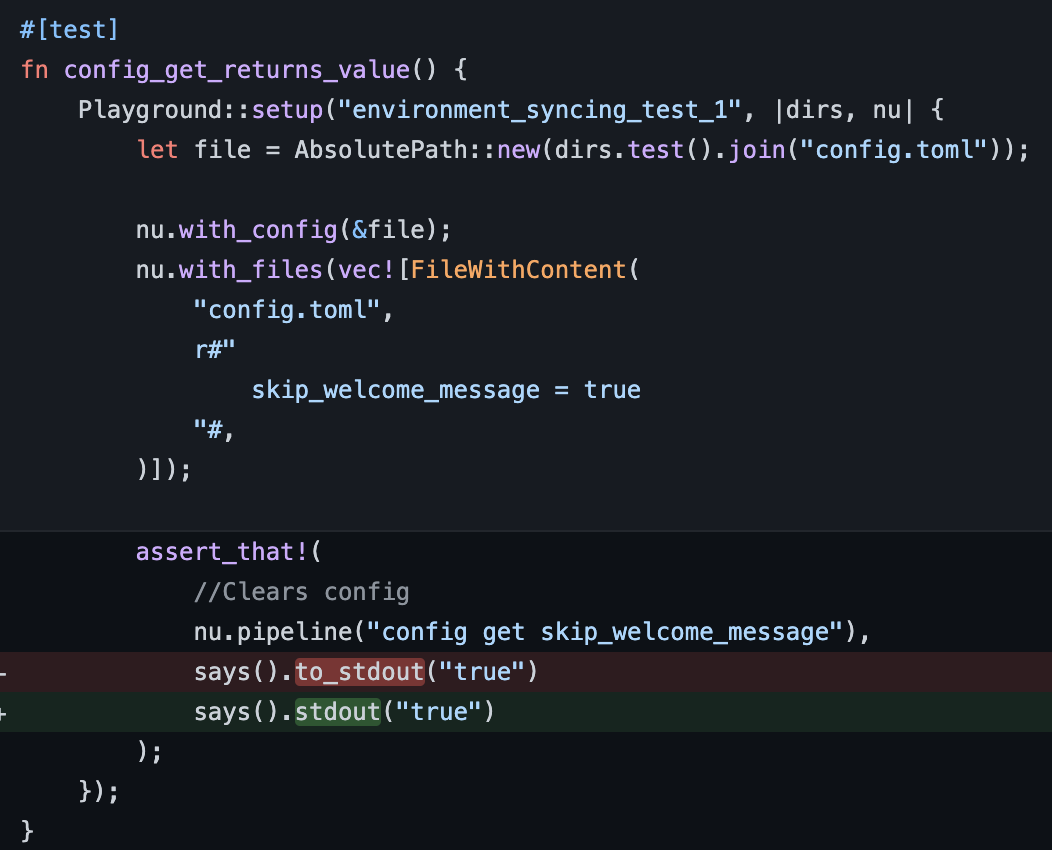 #[test]
fn config_get_returns_value() {
    Playground::setup("environment_syncing_test_1", |dirs, nu| {
        let file = AbsolutePath::new(dirs.test().join("config.toml"));

        nu.with_config(&file);
        nu.with_files(vec![FileWithContent(
            "config.toml",
            r#"
                skip_welcome_message = true
            "#,
        )]);

        assert_that!(
            //Clears config
            nu.pipeline("config get skip_welcome_message"),
-            says().to_stdout("true")
+            says().stdout("true")
        );
    });
}